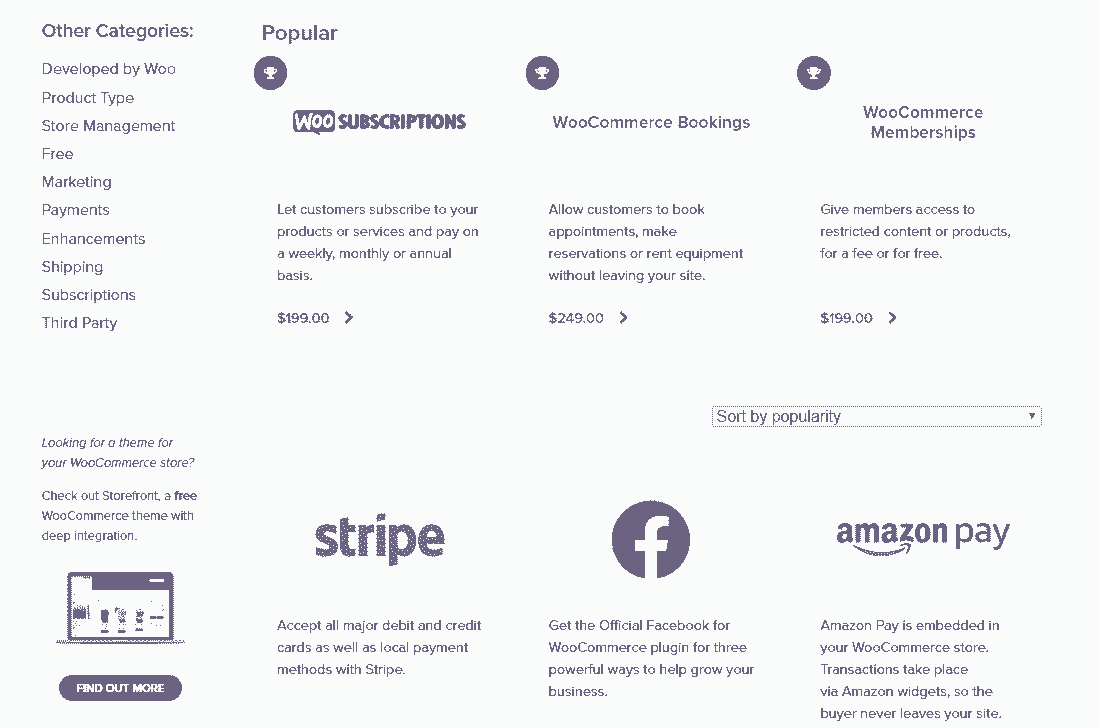 Other Categories:
Developed by Woo
Product Type
Store Management
Free
Marketing
Payments
Enhancements
Shipping
Subscriptions
Third Party
Looking for a theme for
your WooCommerce store?
Check out Storefront, a free
WooCommerce theme with
deep integration.
FIND OUT MORE
Popular
WOO SUBSCRIPTIONS
Let customers subscribe to your
products or services and pay on
a weekly, monthly or annual
basis.
$199.00
WooCommerce Bookings
Allow customers to book
appointments, make
reservations or rent equipment
without leaving your site.
$249.00
WooCommerce
Memberships
Give members access to
restricted content or products,
for a fee or for free.
$199.00
Sort by popularity
stripe
Accept all major debit and credit
cards as well as local payment
methods with Stripe.
f
Get the Official Facebook for
WooCommerce plugin for three
powerful ways to help grow your
business.
amazon pay
Amazon Pay is embedded in
your WooCommerce store.
Transactions take place
via Amazon widgets, so the
buyer never leaves your site.